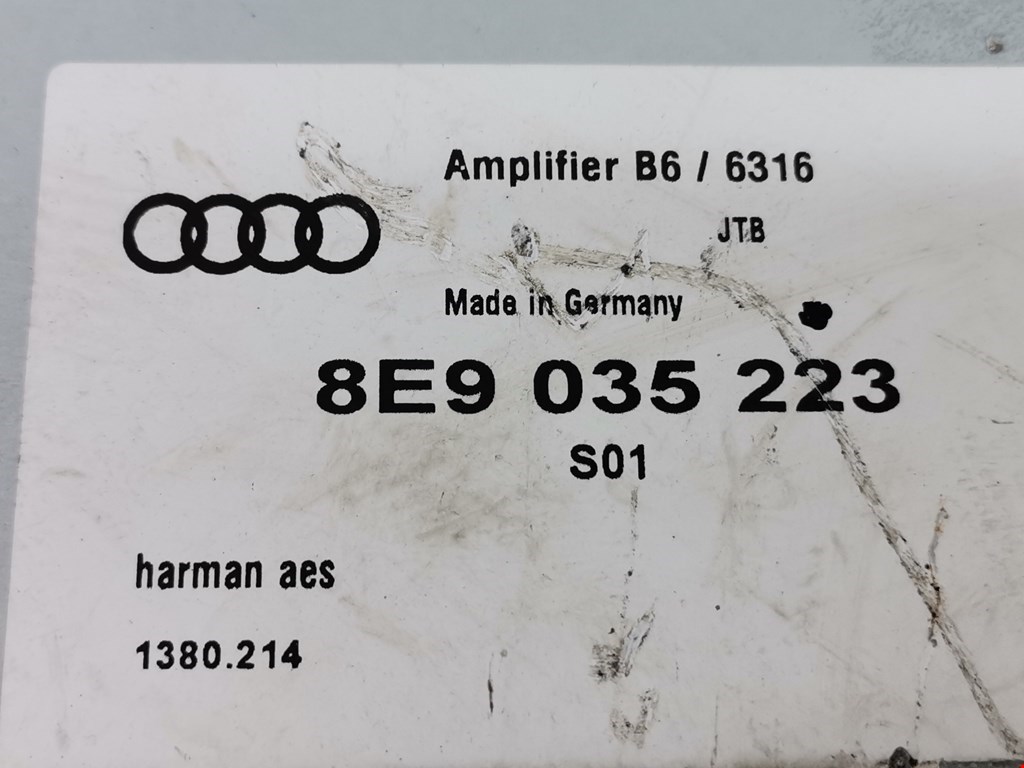 Amplifier B6 / 6316
JTB
Made in Germany
8E9 035 223
S01
harman aes
1380.214